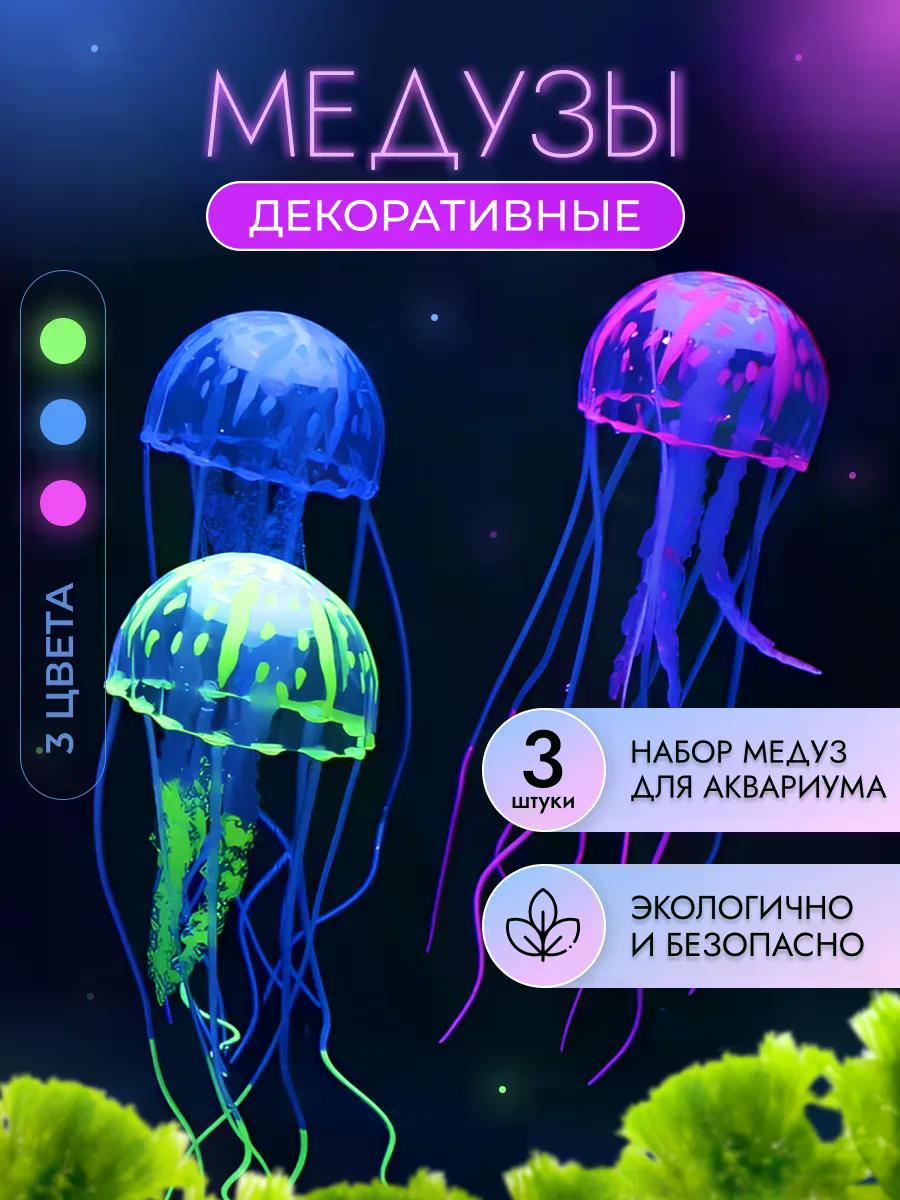 МЕДУЗЫ
ДЕКОРАТИВНЫЕ
3 ЦВЕТА
3
штуки
НАБОР МЕДУЗ
ДЛЯ АКВАРИУМА
ЭКОЛОГИЧНО
И БЕЗОПАСНО